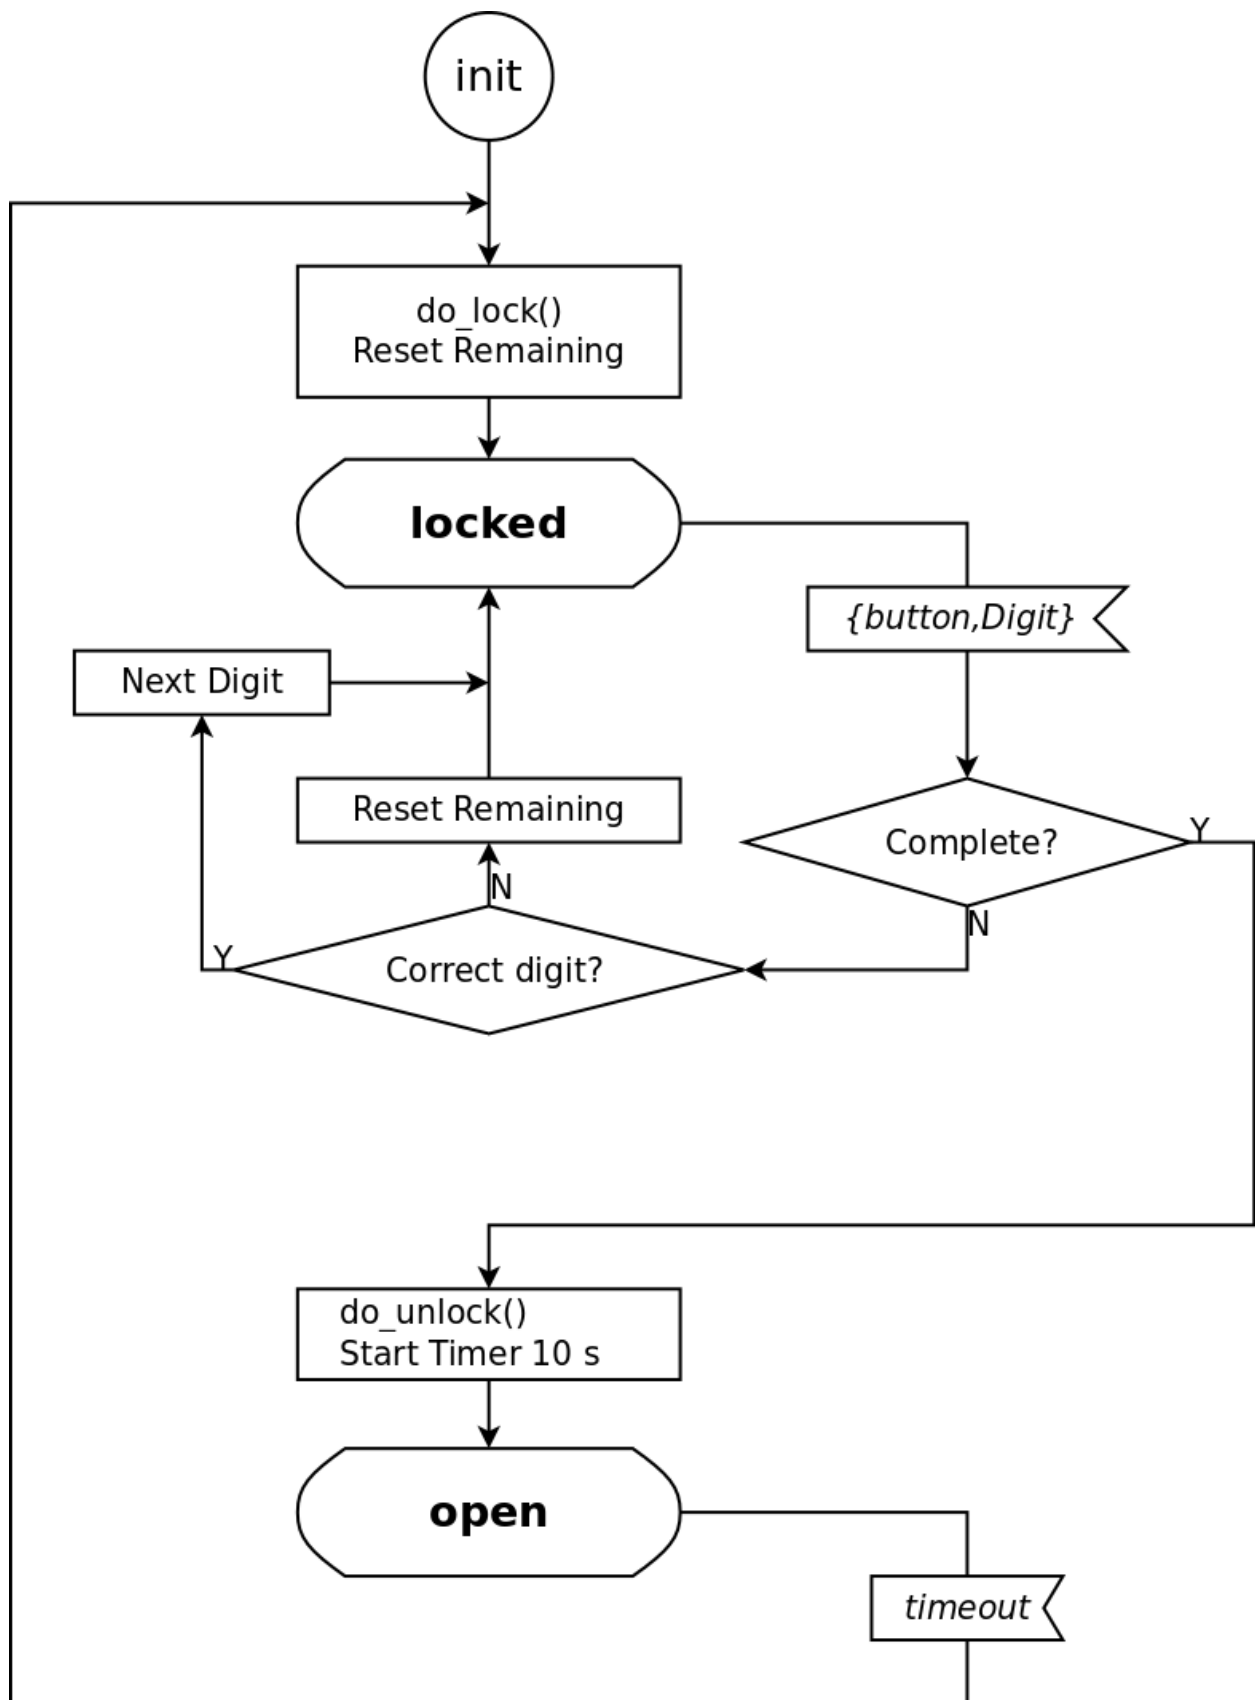 init
do_lock()
Reset Remaining
locked
{button,Digit}
Next Digit
Reset Remaining
Complete?
Y
N
N
Correct digit?
Y
do_unlock()
Start Timer 10 s
open
timeout